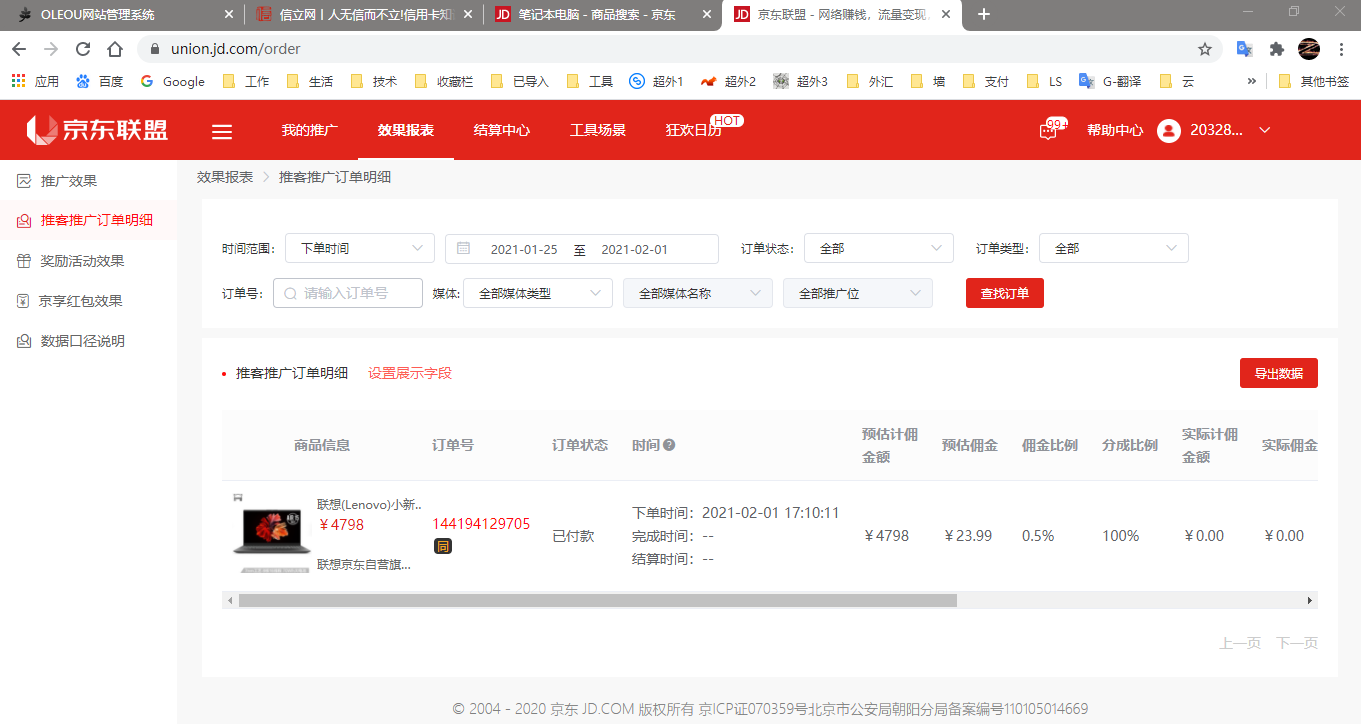 OLEOU网站管理系统
信立网丨人无信而不立!信用卡知
笔记本电脑 - 商品搜索 - 京东
京东联盟 - 网络赚钱，流量变现
union.jd.com/order
应用 百度 Google 工作 生活 技术 收藏栏 已导入 工具 超外1 超外2 超外3 外汇 墙 支付 LS G-翻译 云 » 其他书签
京东联盟 我的推广 效果报表 结算中心 工具场景 狂欢日历 HOT 99+ 帮助中心 20328...
推广效果
推客推广订单明细
奖励活动效果
京享红包效果
数据口径说明
效果报表 > 推客推广订单明细
时间范围: 下单时间 2021-01-25 至 2021-02-01 订单状态: 全部 订单类型: 全部
订单号: 请输入订单号 媒体: 全部媒体类型 全部媒体名称 全部推广位 查找订单
推客推广订单明细 设置展示字段 导出数据
商品信息 订单号 订单状态 时间 预估计佣金额 预估佣金 佣金比例 分成比例 实际计佣金额 实际佣金
联想(Lenovo)小新..
￥4798
联想京东自营旗...
144194129705
同
已付款
下单时间：2021-02-01 17:10:11
完成时间：--
结算时间：--
￥4798 ￥23.99 0.5% 100% ￥0.00 ￥0.00
上一页 下一页
© 2004 - 2020 京东 JD.COM 版权所有 京ICP证070359号北京市公安局朝阳分局备案编号110105014669